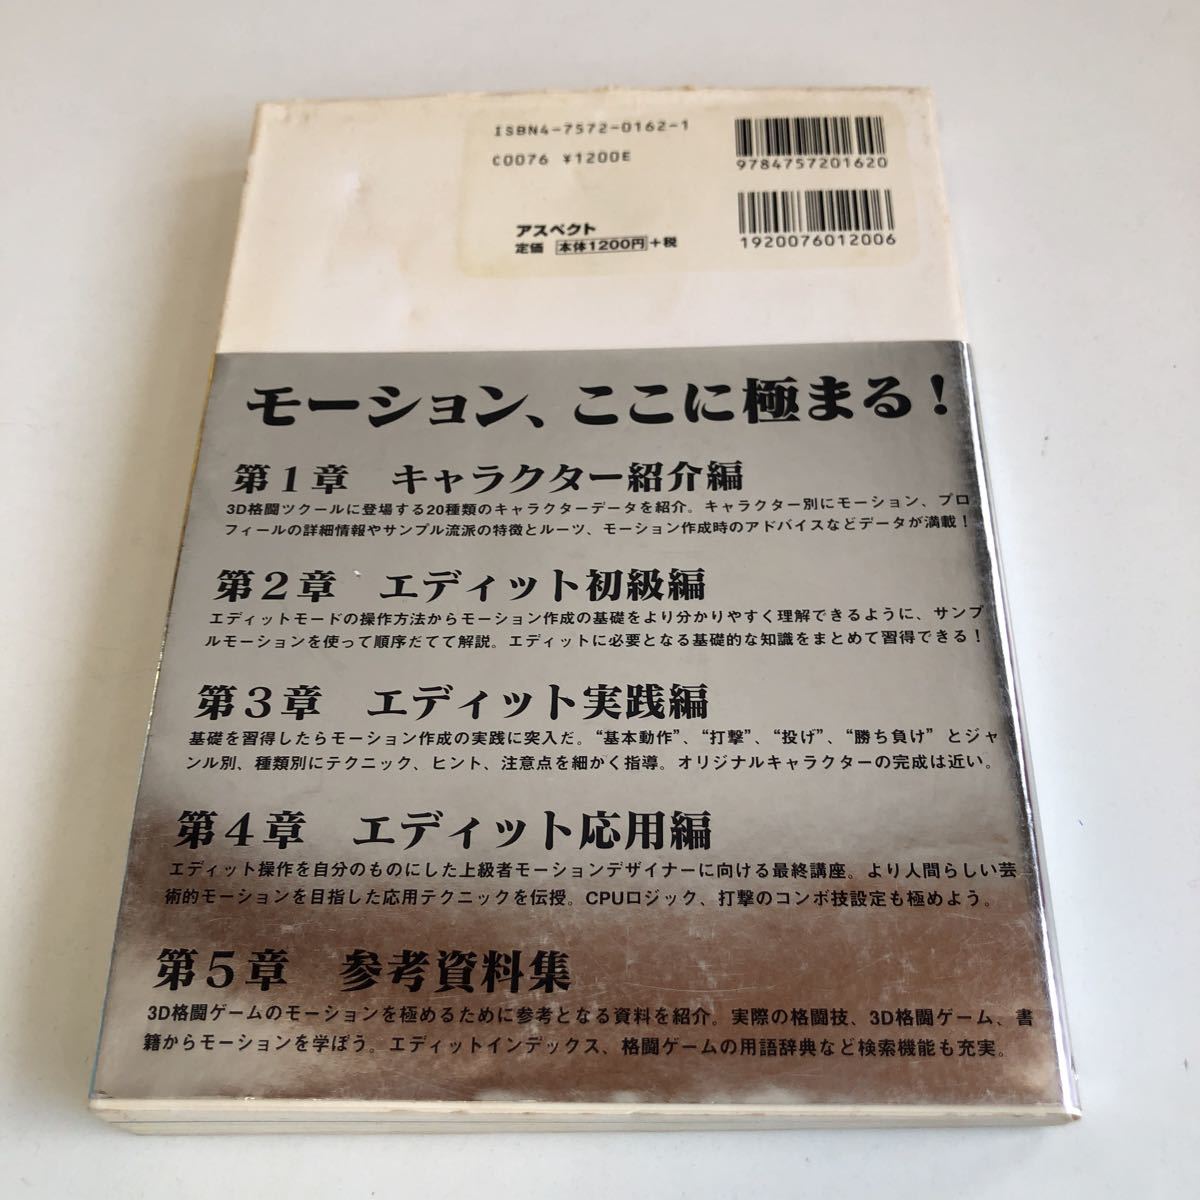 ISBN4-7572-0162-1
C0076 ¥1200E
9784757201620
アスペクト
定価 本体1200円+税
1920076012006
モーション、ここに極まる！
第1章 キャラクター紹介編
3D格闘ツクールに登場する20種類のキャラクターデータを紹介。キャラクター別にモーション、プロ
フィールの詳細情報やサンプル流派の特徴とルーツ、モーション作成時のアドバイスなどデータが満載！
第2章 エディット初級編
エディットモードの操作方法からモーション作成の基礎をより分かりやすく理解できるように、サンプ
ルモーションを使って順序だてて解説。エディットに必要となる基礎的な知識をまとめて習得できる！
第3章 エディット実践編
基礎を習得したらモーション作成の実践に突入だ。“基本動作”、“打撃”、“投げ”、“勝ち負け”とジャ
ンル別、種類別にテクニック、ヒント、注意点を細かく指導。オリジナルキャラクターの完成は近い。
第4章 エディット応用編
エディット操作を自分のものにした上級者モーションデザイナーに向ける最終講座。より人間らしい芸
術的モーションを目指した応用テクニックを伝授。CPUロジック、打撃のコンボ技設定も極めよう。
第5章 参考資料集
3D格闘ゲームのモーションを極めるために参考となる資料を紹介。実際の格闘技、3D格闘ゲーム、書
籍からモーションを学ぼう。エディットインデックス、格闘ゲームの用語辞典など検索機能も充実。